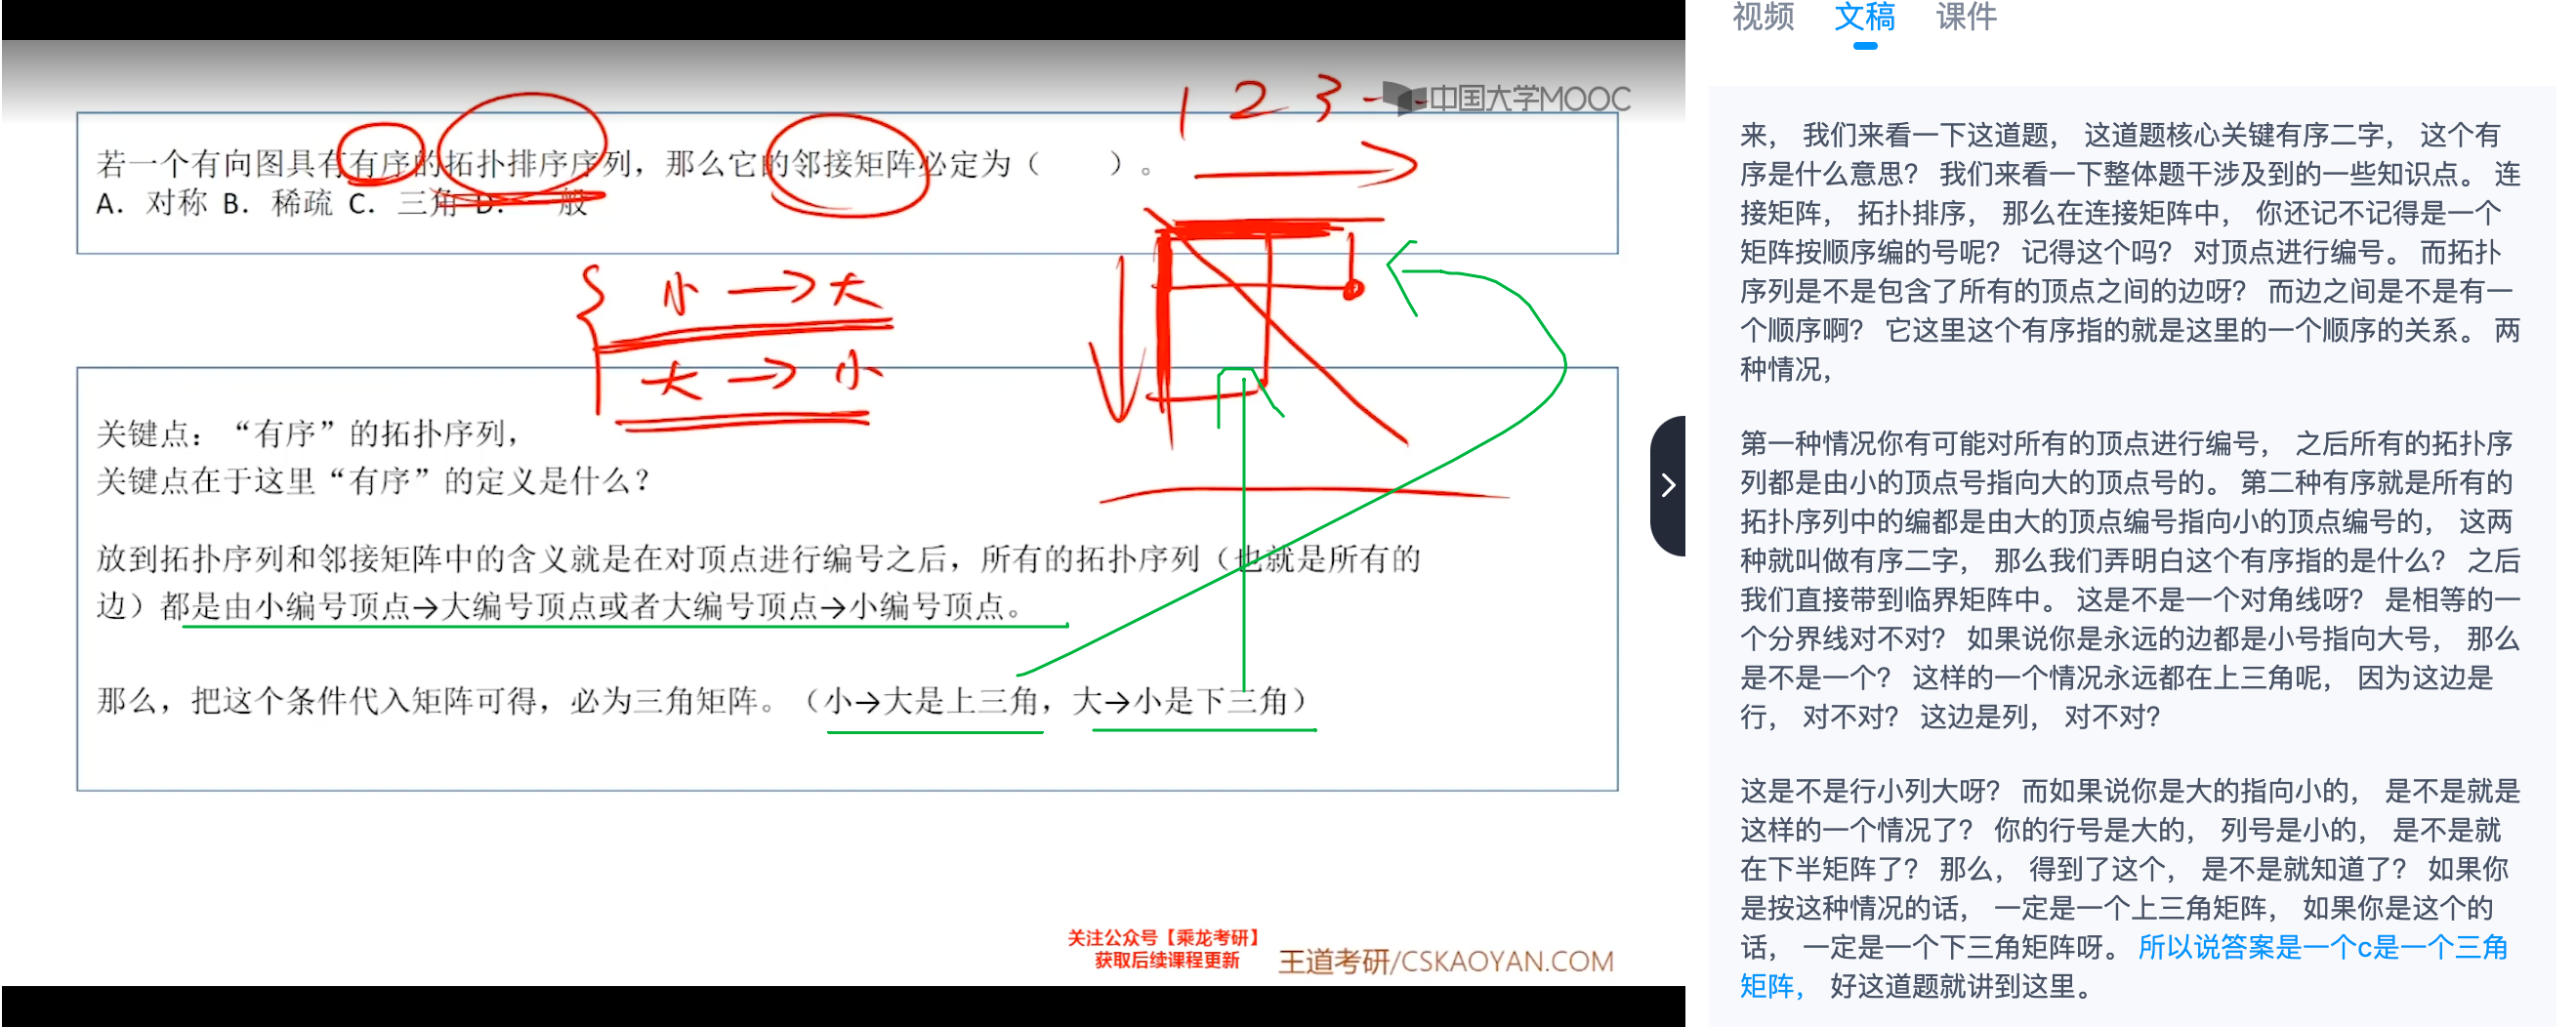 中国大学MOOC
1 2 3
若一个有向图具有有序的拓扑排序序列，那么它的邻接矩阵必定为（ ）。
A. 对称 B. 稀疏 C. 三角 D. 一般
小→大
大→小
关键点：“有序”的拓扑序列，
关键点在于这里“有序”的定义是什么？
放到拓扑序列和邻接矩阵中的含义就是在对顶点进行编号之后，所有的拓扑序列（也就是所有的
边）都是由小编号顶点→大编号顶点或者大编号顶点→小编号顶点。
那么，把这个条件代入矩阵可得，必为三角矩阵。（小→大是上三角，大→小是下三角）
关注公众号【乘龙考研】
获取后续课程更新
王道考研/CSKAOYAN.COM
视频 文稿 课件
来， 我们来看一下这道题， 这道题核心关键有序二字， 这个有
序是什么意思？ 我们来看一下整体题干涉及到的一些知识点。 连
接矩阵， 拓扑排序， 那么在连接矩阵中， 你还记不记得是一个
矩阵按顺序编的号呢？ 记得这个吗？ 对顶点进行编号。 而拓扑
序列是不是包含了所有的顶点之间的边呀？ 而边之间是不是有一
个顺序啊？ 它这里这个有序指的就是这里的一个顺序的关系。 两
种情况，
第一种情况你有可能对所有的顶点进行编号， 之后所有的拓扑序
列都是由小的顶点号指向大的顶点号的。 第二种有序就是所有的
拓扑序列中的编都是由大的顶点编号指向小的顶点编号的， 这两
种就叫做有序二字， 那么我们弄明白这个有序指的是什么？ 之后
我们直接带到临界矩阵中。 这是不是一个对角线呀？ 是相等的一
个分界线对不对？ 如果说你是永远的边都是小号指向大号， 那么
是不是一个？ 这样的一个情况永远都在上三角呢， 因为这边是
行， 对不对？ 这边是列， 对不对？
这是不是行小列大呀？ 而如果说你是大的指向小的， 是不是就是
这样的一个情况了？ 你的行号是大的， 列号是小的， 是不是就
在下半矩阵了？ 那么， 得到了这个， 是不是就知道了？ 如果你
是按这种情况的话， 一定是一个上三角矩阵， 如果你是这个的
话， 一定是一个下三角矩阵呀。 所以说答案是一个c是一个三角
矩阵， 好这道题就讲到这里。